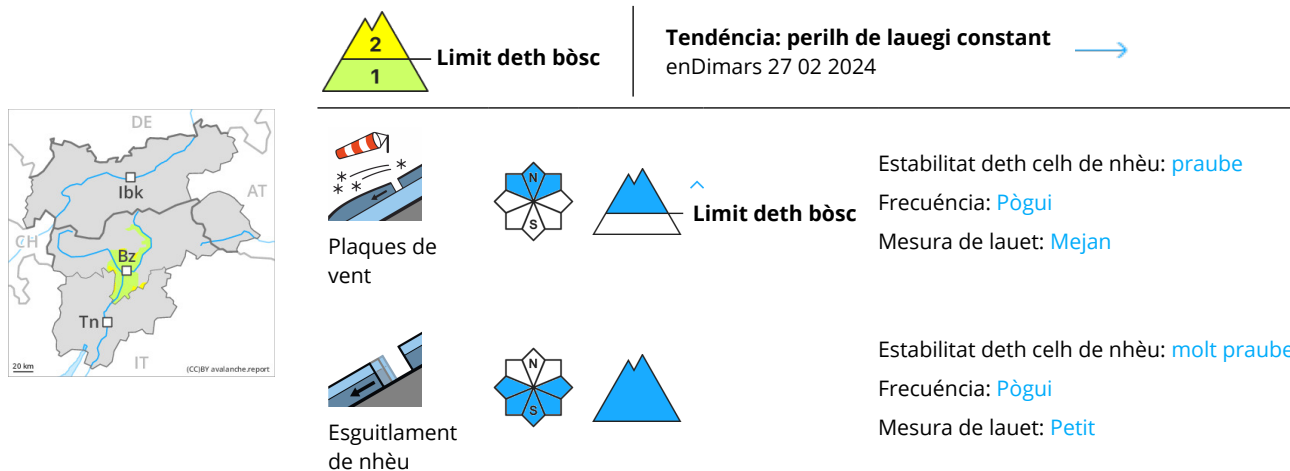 2
1
Limit deth bòsc
Tendéncia: perilh de lauegi constant
enDimars 27 02 2024
DE
Ibk
AT
CH
Bz
Tn
IT
20 km
(CC)BY avalanche.report
N
S
Limit deth bòsc
Plaques de
vent
Estabilitat deth celh de nhèu: praube
Frecuéncia: Pògui
Mesura de lauet: Mejan
N
S
Esguitlament
de nhèu
Estabilitat deth celh de nhèu: molt praube
Frecuéncia: Pògui
Mesura de lauet: Petit